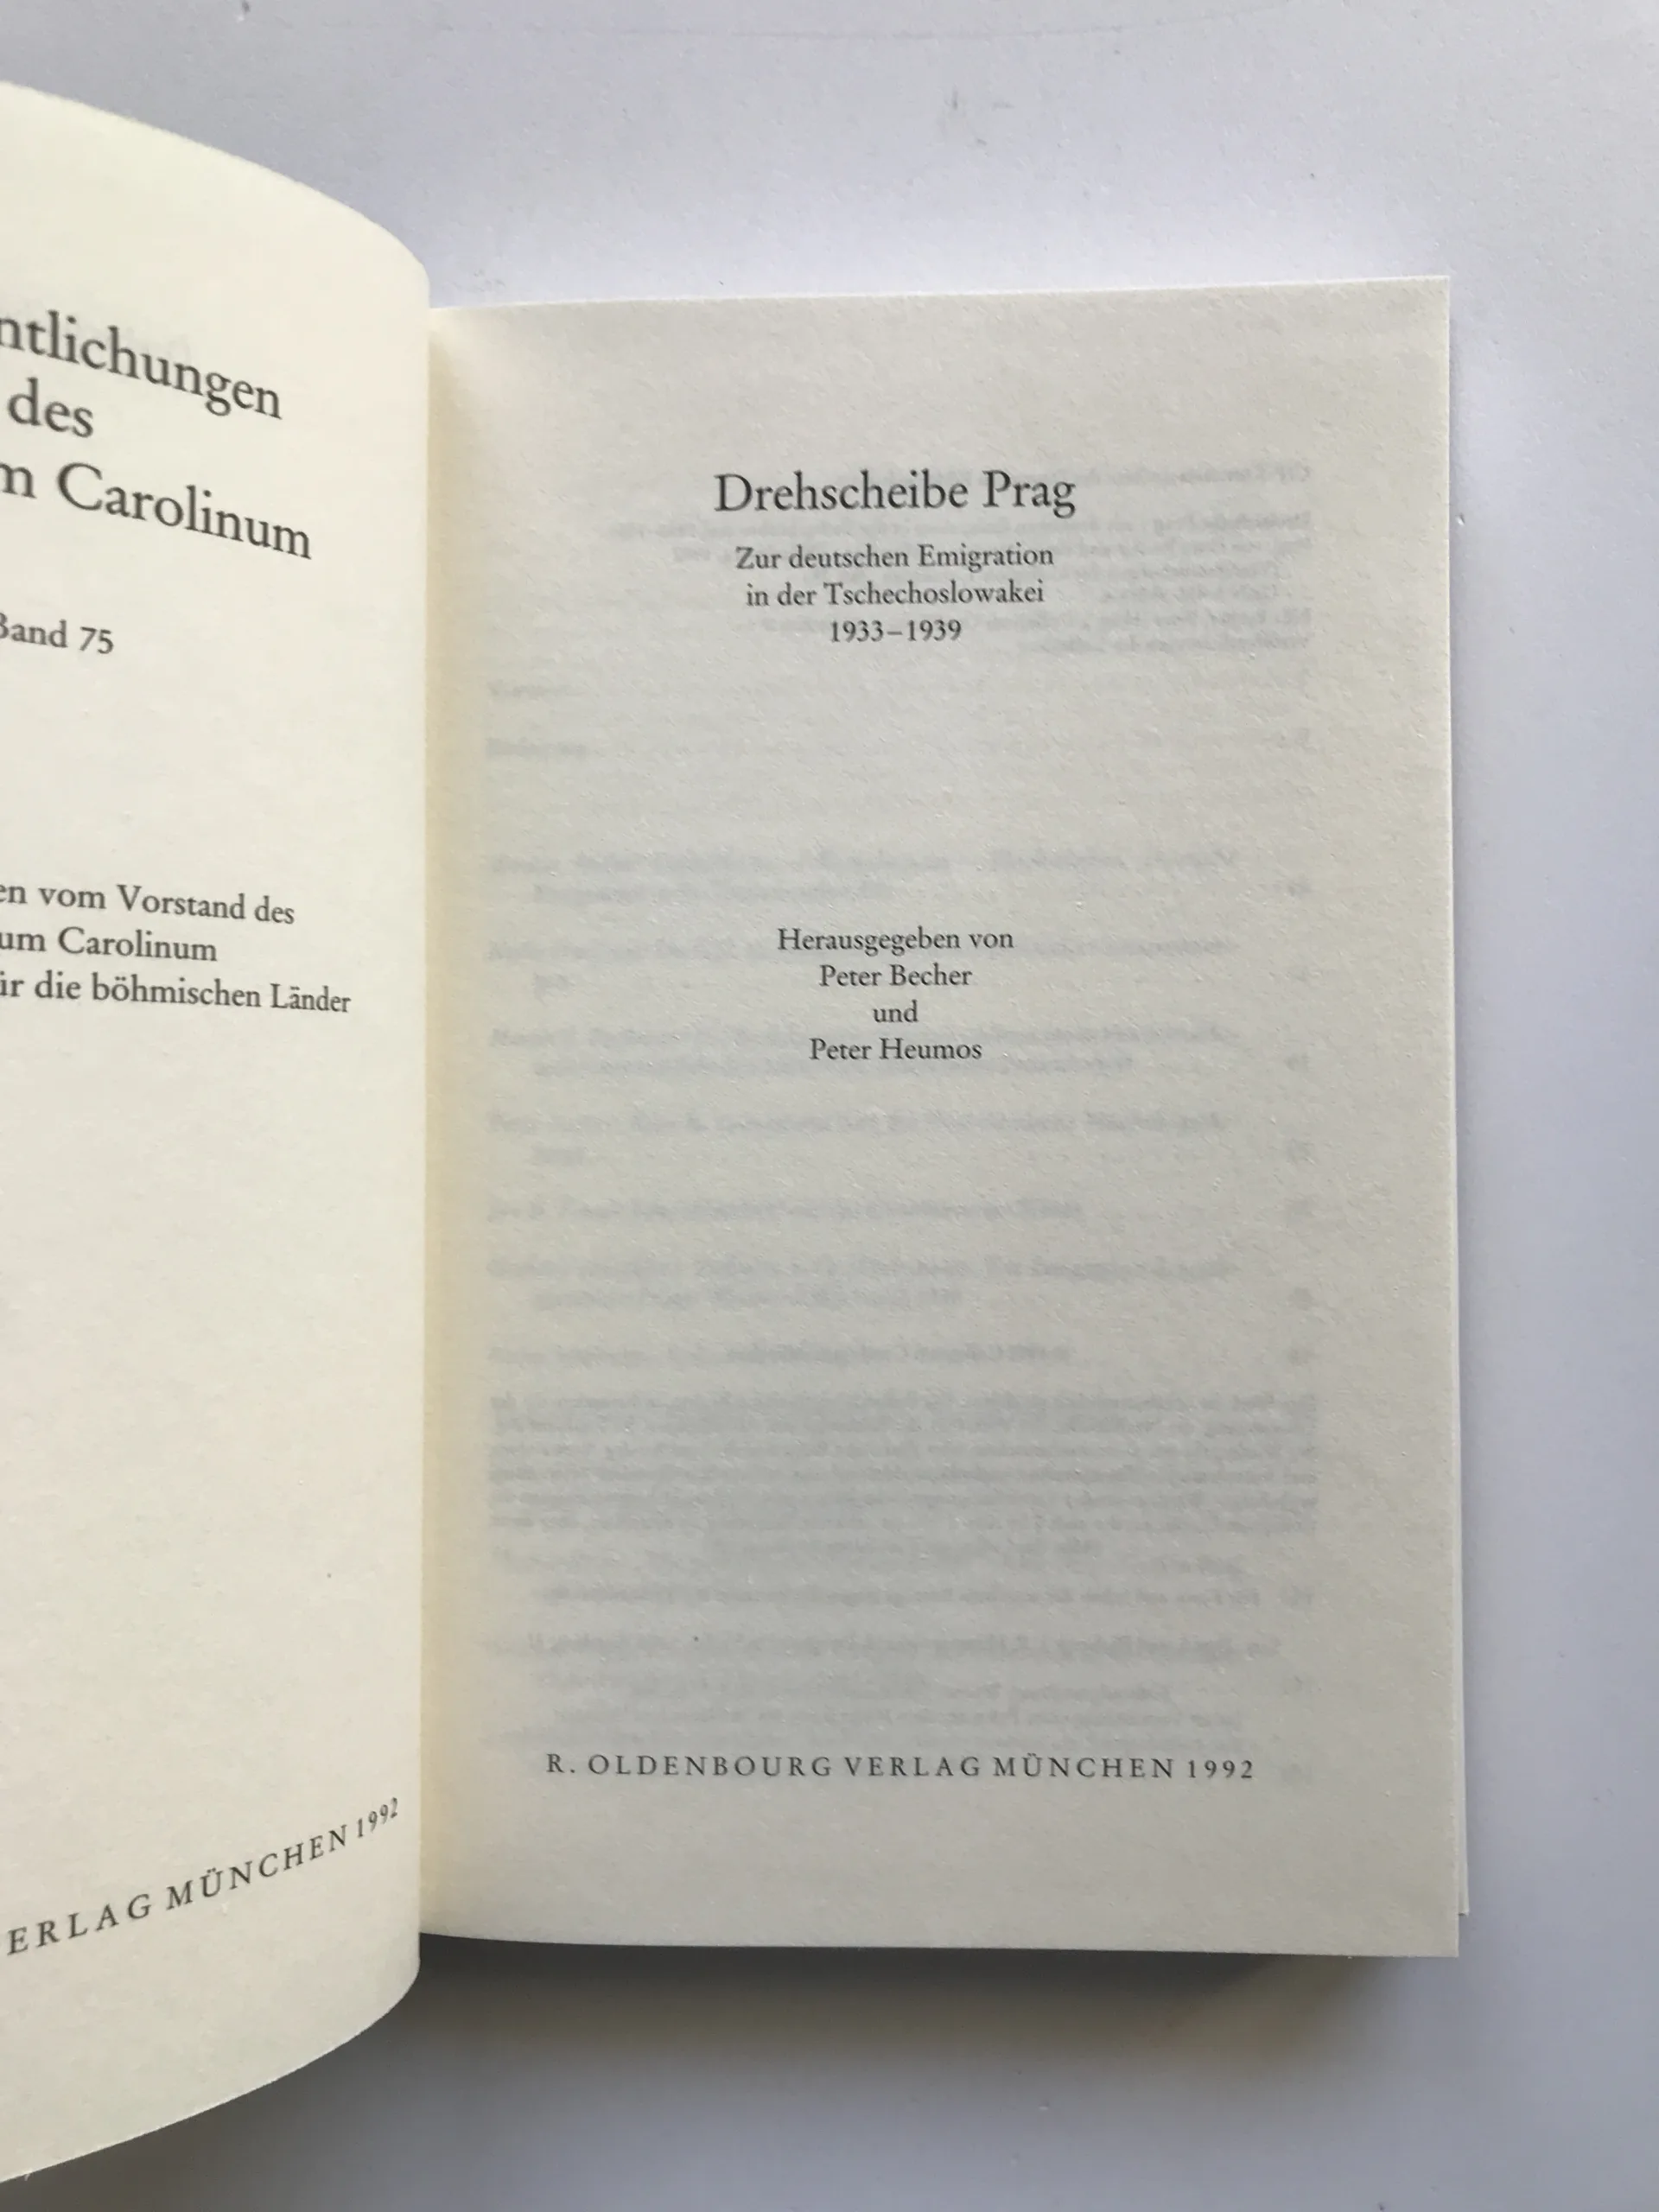 ntlichungen
des
m Carolinum
Band 75
en vom Vorstand des
um Carolinum
ür die böhmischen Länder
ERLAG MÜNCHEN 1992
Drehscheibe Prag
Zur deutschen Emigration
in der Tschechoslowakei
1933–1939
Herausgegeben von
Peter Becher
und
Peter Heumos
R. OLDENBOURG VERLAG MÜNCHEN 1992